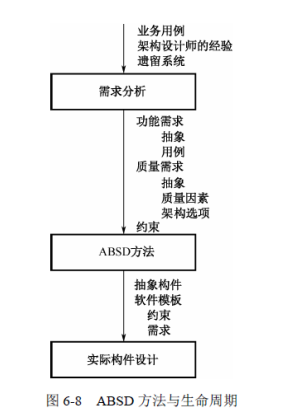 业务用例
架构设计师的经验
遗留系统
需求分析
功能需求
抽象
用例
质量需求
抽象
质量因素
架构选项
约束
ABSD方法
抽象构件
软件模板
约束
需求
实际构件设计
图 6-8 ABSD 方法与生命周期